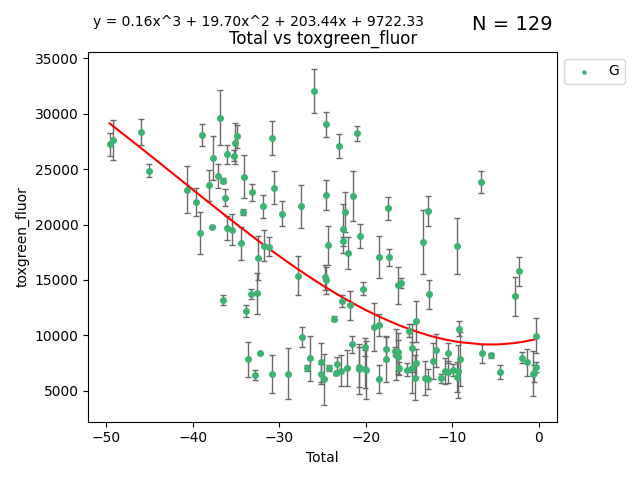 y = 0.16x^3 + 19.70x^2 + 203.44x + 9722.33
N = 129
Total vs toxgreen_fluor
G
35000
30000
25000
20000
15000
10000
5000
toxgreen_fluor
−50 −40 −30 −20 −10 0
Total